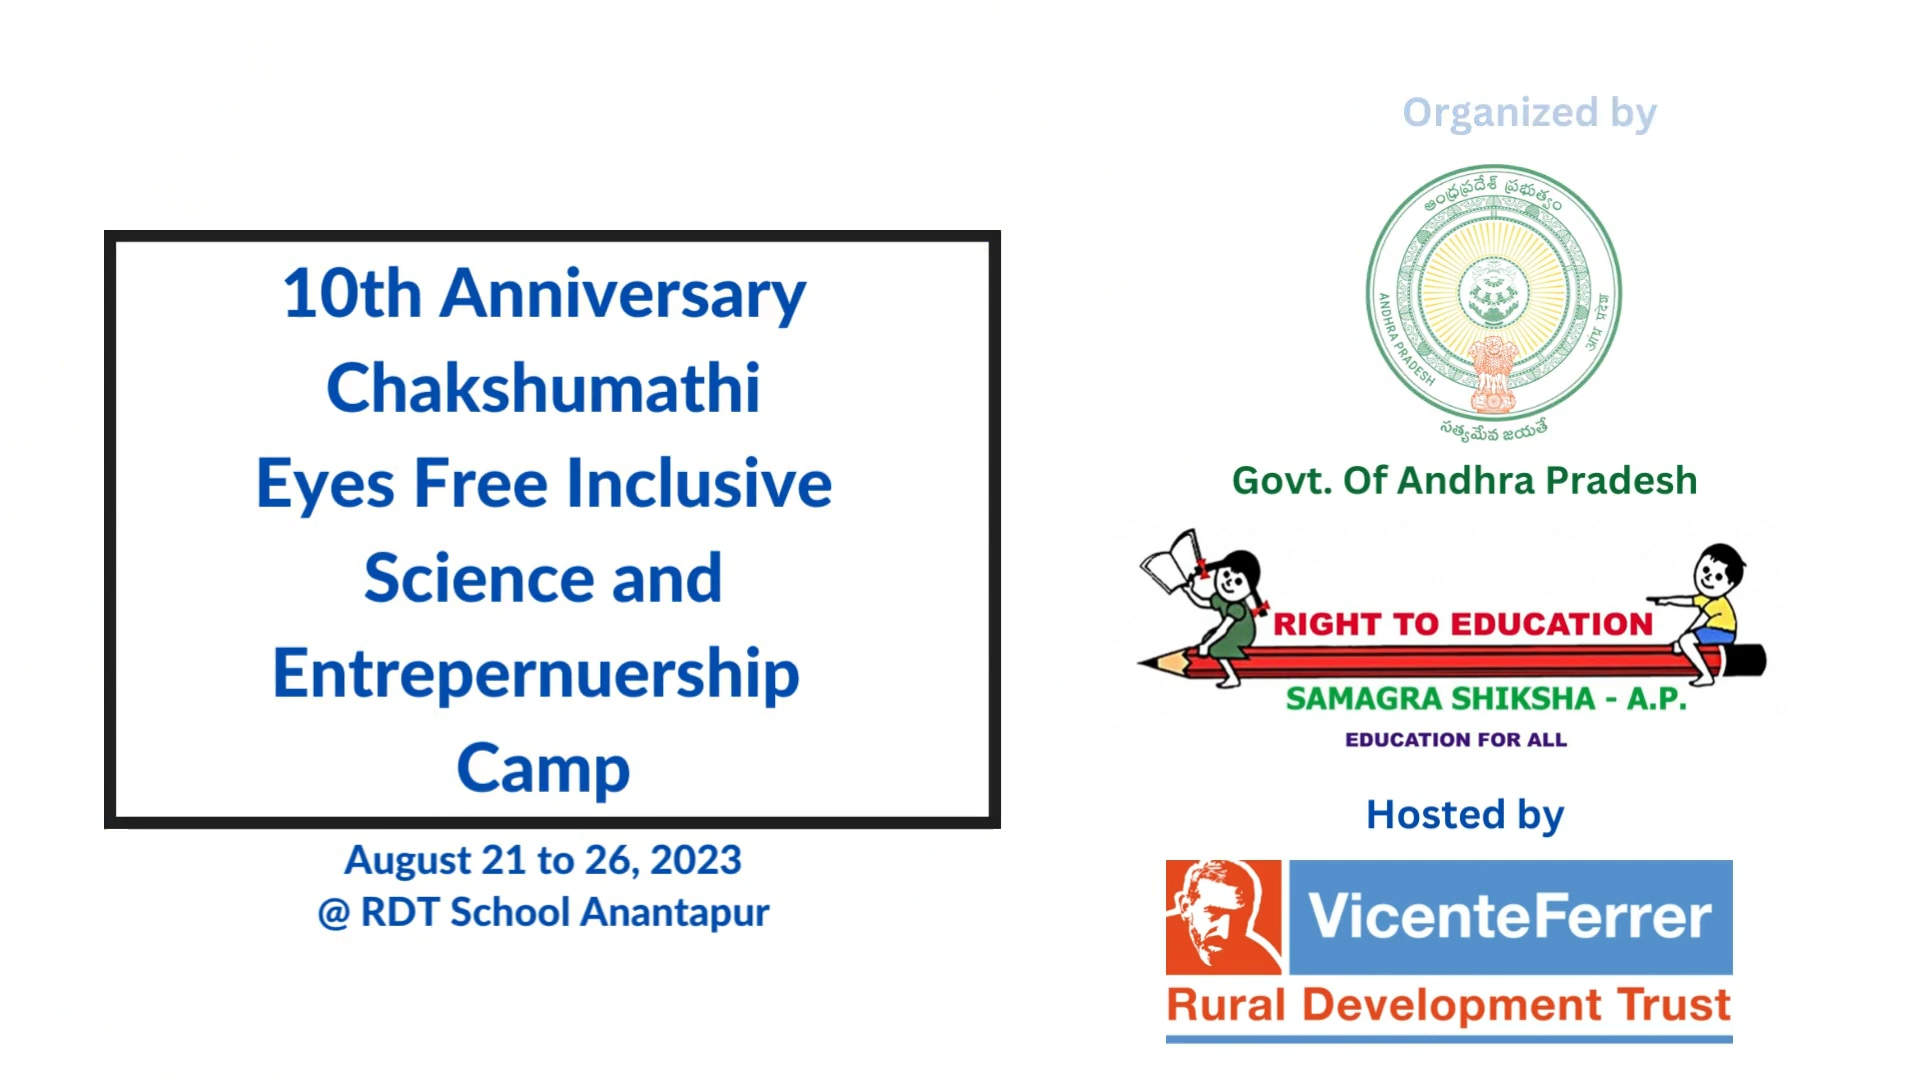 10th Anniversary
Chakshumathi
Eyes Free Inclusive
Science and
Entrepernuership
Camp
August 21 to 26, 2023
@ RDT School Anantapur
Organized by
ఆంధ్రప్రదేశ్ ప్రభుత్వం
ANDHRA PRADESH
आंध्र प्रदेश
సత్యమేవ జయతే
Govt. Of Andhra Pradesh
RIGHT TO EDUCATION
SAMAGRA SHIKSHA - A.P.
EDUCATION FOR ALL
Hosted by
VicenteFerrer
Rural Development Trust